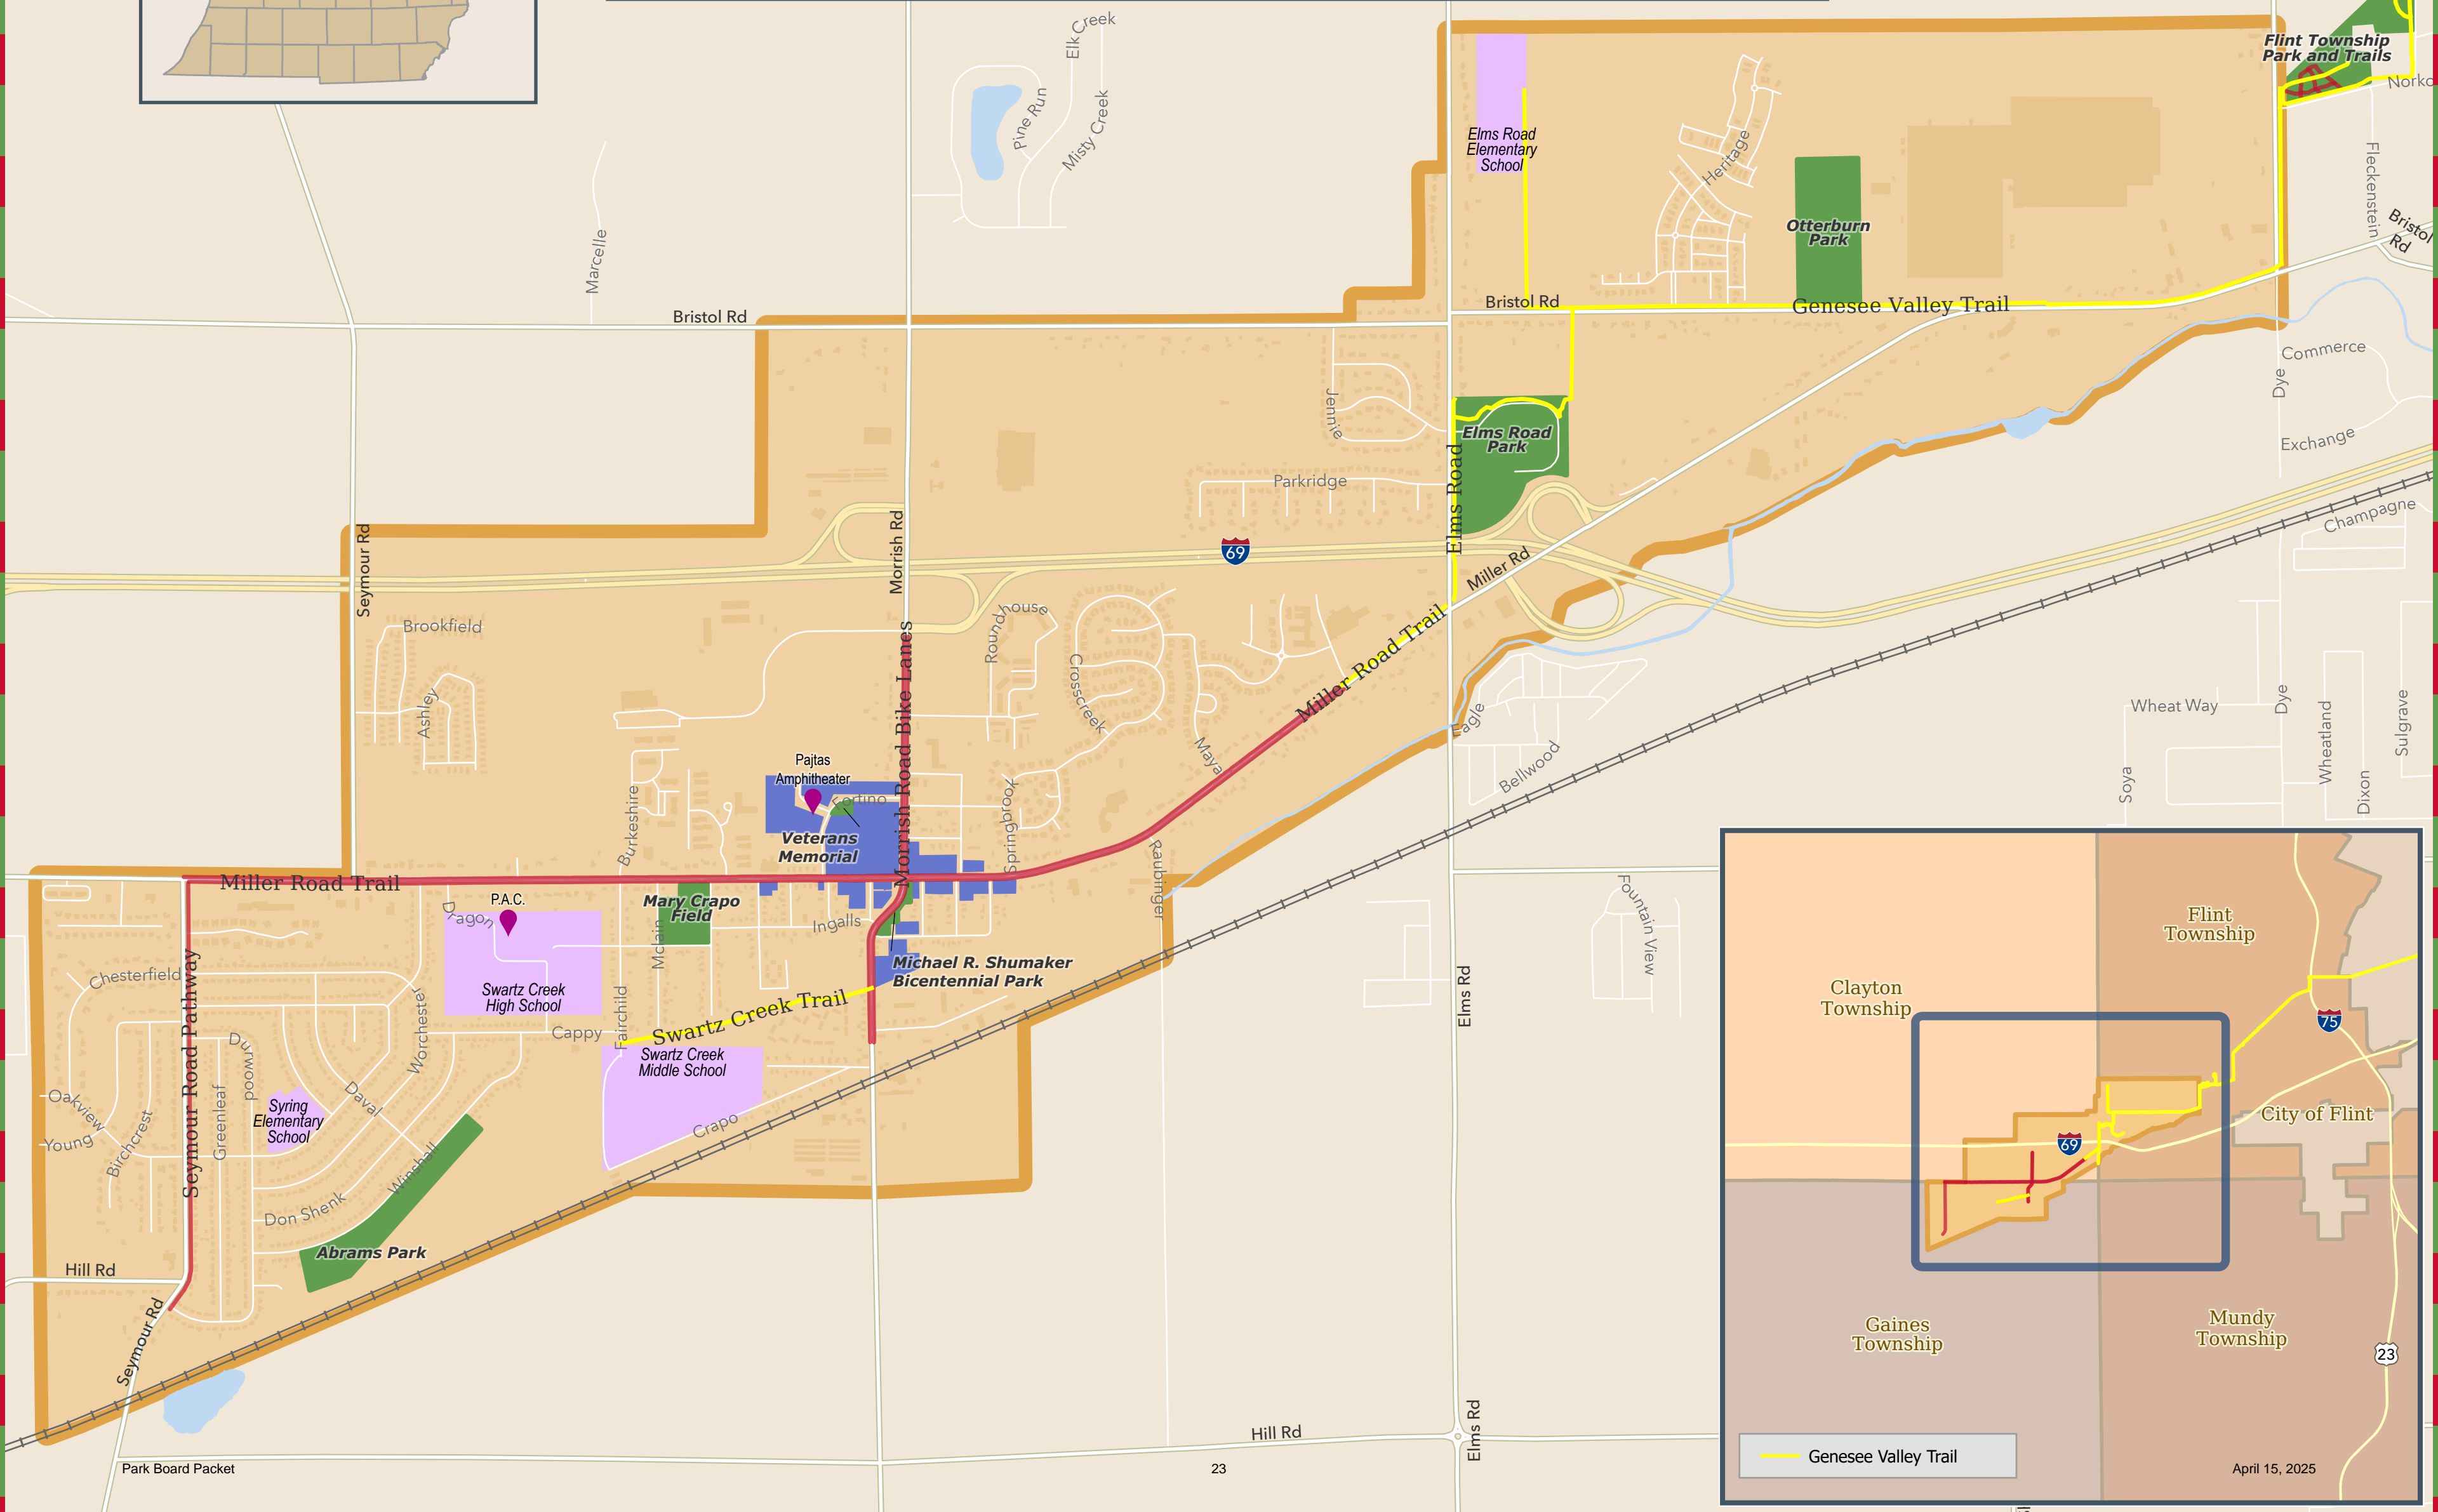 Creek
Elk
Pine Run
Misty Creek
Marcelle
Flint Township
Park and Trails
Fleckenstein
Elms Road
Elementary
School
Heritage
Otterburn
Park
Bristol
Rd
Bristol Rd
Bristol Rd
Genesee Valley Trail
Commerce
Dye
Exchange
Jennie
Elms Road
Park
Parkridge
Elms Road
Champagne
Seymour Rd
Morrish Rd
69
Miller Rd
Brookfield
Roundhouse
Ashley
Crosscreek
Morrish Road Bike Lanes
Miller Road Trail
Eagle
Maya
Bellwood
Wheat Way
Dye
Wheatland
Sulgrave
Soya
Dixon
Pajtas
Amphitheater
Fortino
Burkeshire
Veterans
Memorial
Springbrook
Raubinger
Miller Road Trail
P.A.C.
Dragon
Mary Crapo
Field
Ingalls
Mclain
Fountain View
Chesterfield
Swartz Creek
High School
Michael R. Shumaker
Bicentennial Park
Seymour Road Pathway
Worchester
Fairchild
Cappy
Swartz Creek Trail
Swartz Creek
Middle School
Elms Rd
Durwood
Oakview
Young
Birchcrest
Greenleaf
Syring
Elementary
School
Daval
Crapo
Winshall
Don Shenk
Abrams Park
Hill Rd
Seymour Rd
Hill Rd
Elms Rd
Flint
Township
Clayton
Township
75
City of Flint
69
Gaines
Township
Mundy
Township
23
Genesee Valley Trail
Park Board Packet
23
April 15, 2025